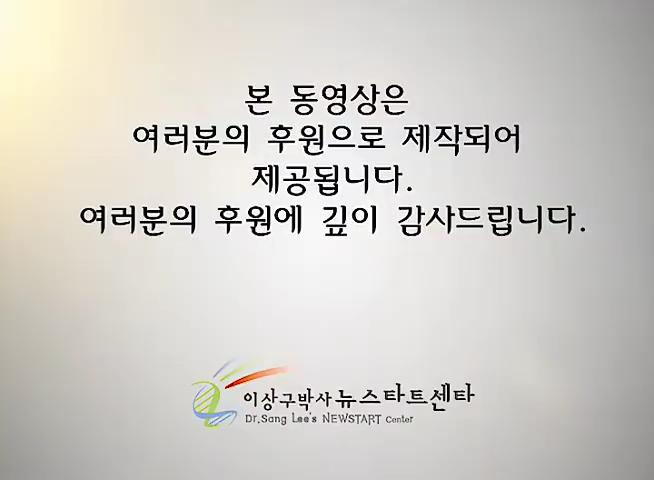 본 동영상은
여러분의 후원으로 제작되어
제공됩니다.
여러분의 후원에 깊이 감사드립니다.
이상구박사 뉴스타트센타
Dr.Sang Lee's NEWSTART Center